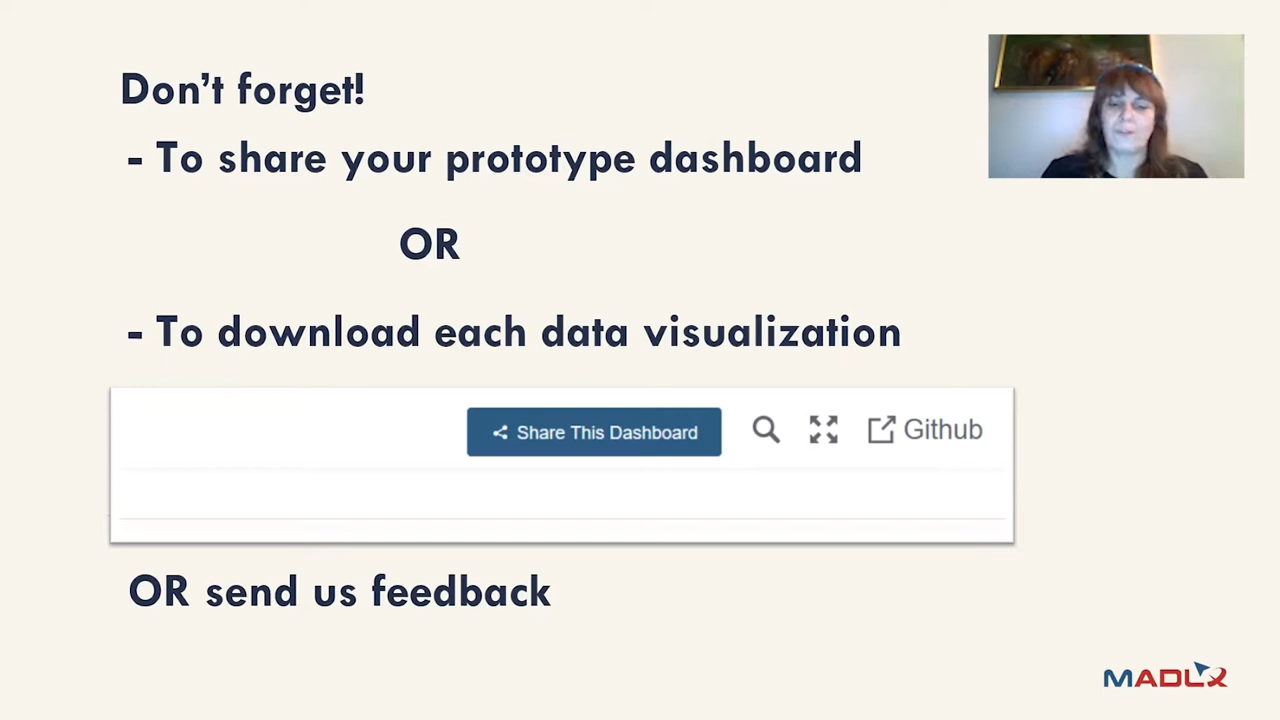 Don't forget!
- To share your prototype dashboard
OR
- To download each data visualization
Share This Dashboard
Github
OR send us feedback
MADLR